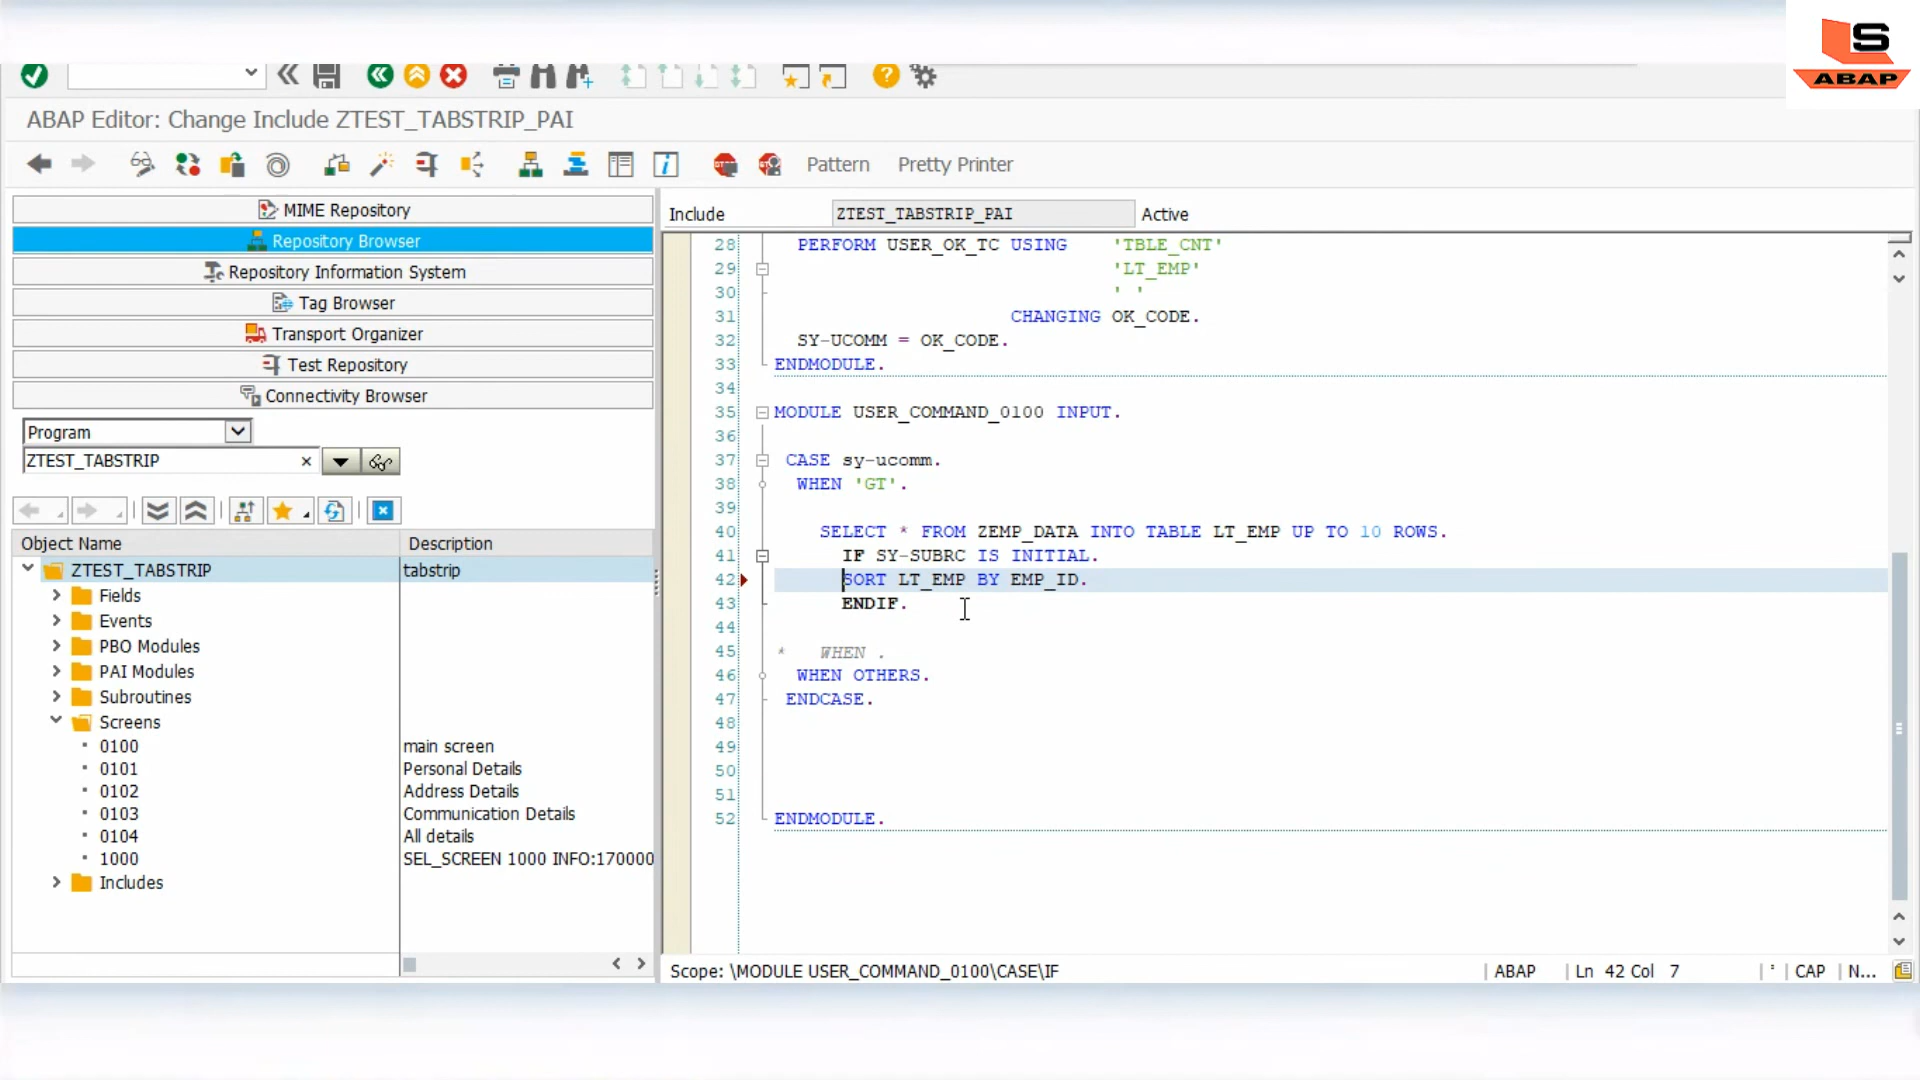 S
ABAP
ABAP Editor: Change Include ZTEST_TABSTRIP_PAI
Pattern Pretty Printer
MIME Repository
Repository Browser
Repository Information System
Tag Browser
Transport Organizer
Test Repository
Connectivity Browser
Program
ZTEST_TABSTRIP
Object Name Description
ZTEST_TABSTRIP tabstrip
Fields
Events
PBO Modules
PAI Modules
Subroutines
Screens
0100 main screen
0101 Personal Details
0102 Address Details
0103 Communication Details
0104 All details
1000 SEL_SCREEN 1000 INFO:170000
Includes
Include ZTEST_TABSTRIP_PAI Active
28 PERFORM USER_OK_TC USING 'TBLE_CNT'
29 'LT_EMP'
30 ' '
31 CHANGING OK_CODE.
32 SY-UCOMM = OK_CODE.
33 ENDMODULE.
34
35 MODULE USER_COMMAND_0100 INPUT.
36
37 CASE sy-ucomm.
38 WHEN 'GT'.
39
40 SELECT * FROM ZEMP_DATA INTO TABLE LT_EMP UP TO 10 ROWS.
41 IF SY-SUBRC IS INITIAL.
42 SORT LT_EMP BY EMP_ID.
43 ENDIF.
44
45 * WHEN .
46 WHEN OTHERS.
47 ENDCASE.
48
49
50
51
52 ENDMODULE.
Scope: \MODULE USER_COMMAND_0100\CASE\IF ABAP Ln 42 Col 7 CAP N...